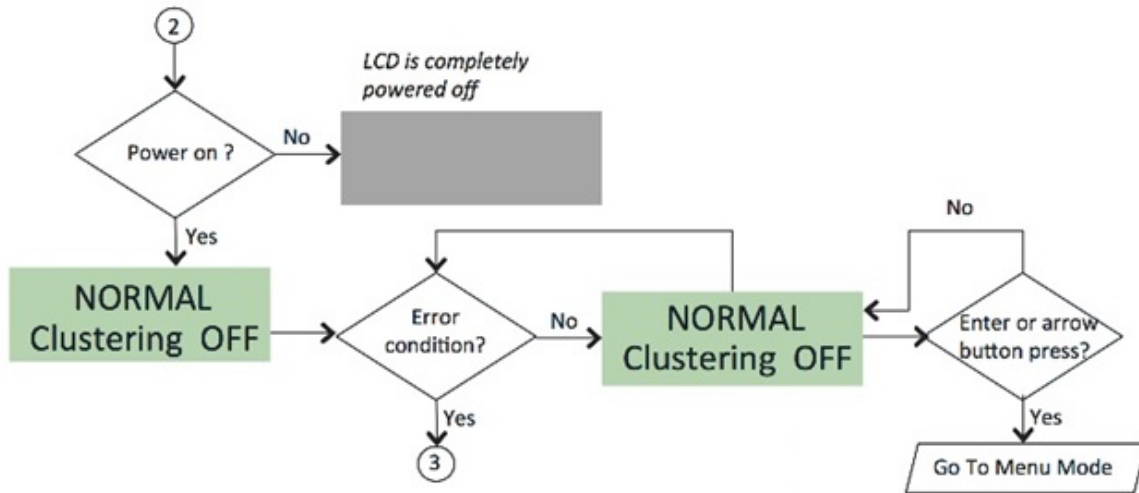 2
LCD is completely
powered off
Power on ?
No
Yes
NORMAL
Clustering OFF
Error
condition?
No
Yes
3
NORMAL
Clustering OFF
No
Enter or arrow
button press?
Yes
Go To Menu Mode